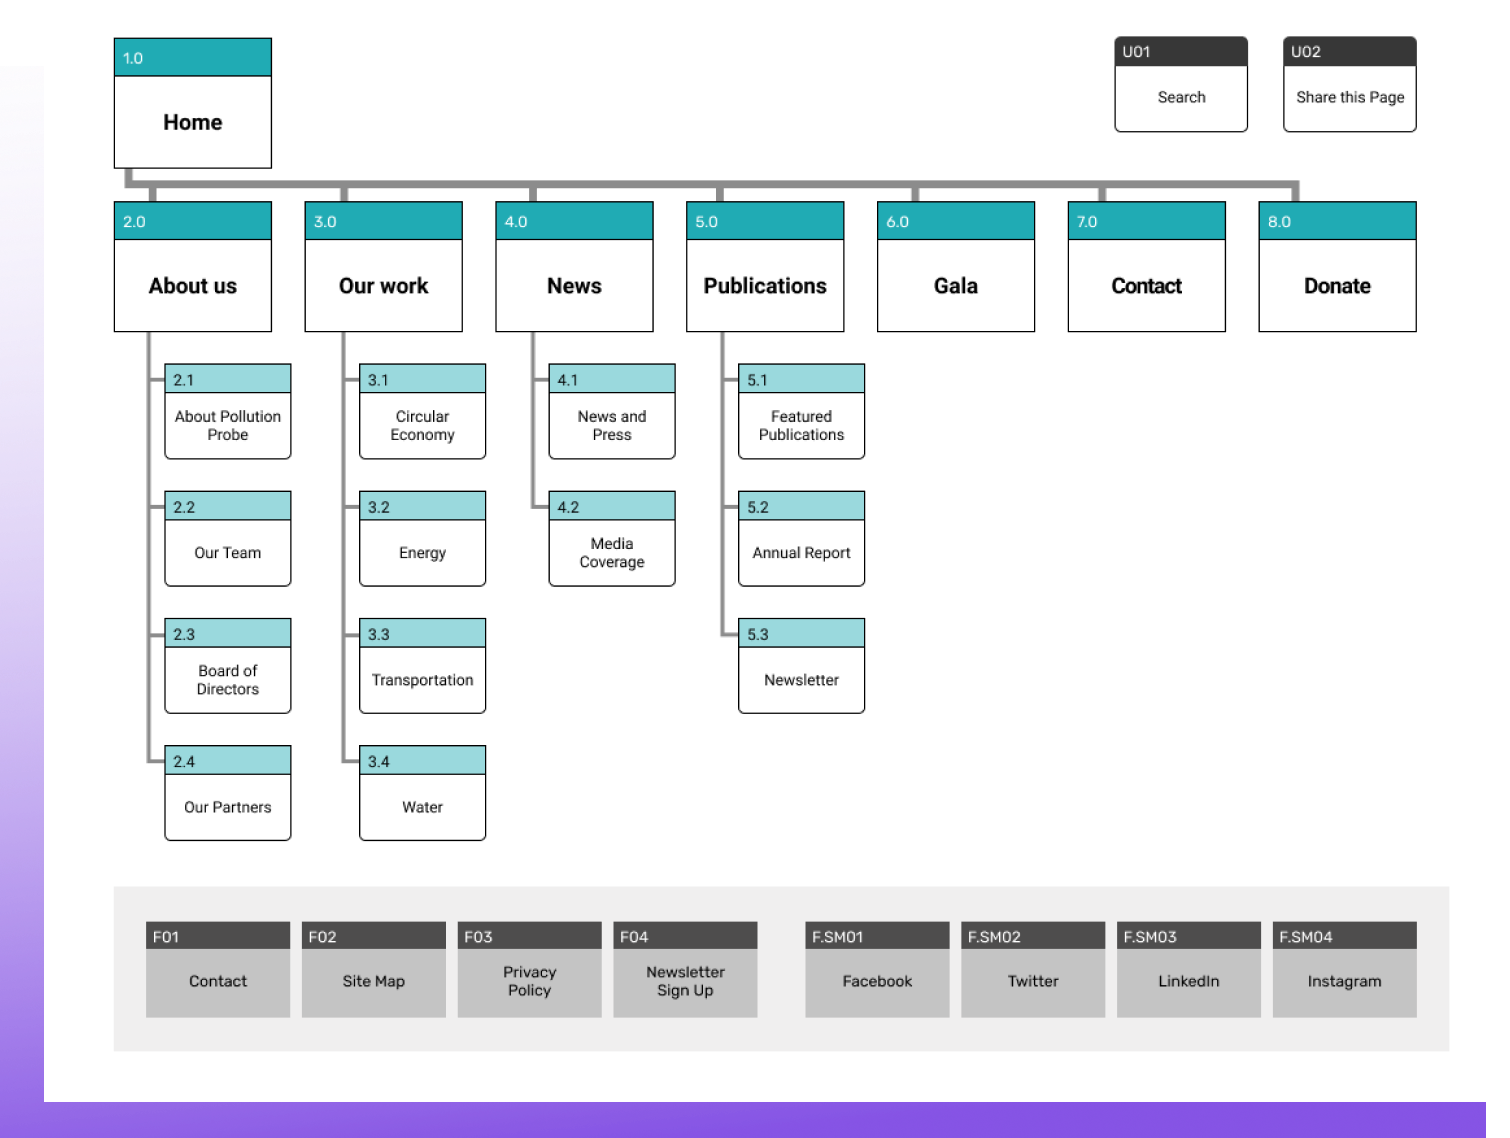 1.0
Home
U01
Search
U02
Share this Page
2.0
About us
3.0
Our work
4.0
News
5.0
Publications
6.0
Gala
7.0
Contact
8.0
Donate
2.1
About Pollution
Probe
2.2
Our Team
2.3
Board of
Directors
2.4
Our Partners
3.1
Circular
Economy
3.2
Energy
3.3
Transportation
3.4
Water
4.1
News and
Press
4.2
Media
Coverage
5.1
Featured
Publications
5.2
Annual Report
5.3
Newsletter
F01
Contact
F02
Site Map
F03
Privacy
Policy
F04
Newsletter
Sign Up
F.SM01
Facebook
F.SM02
Twitter
F.SM03
LinkedIn
F.SM04
Instagram